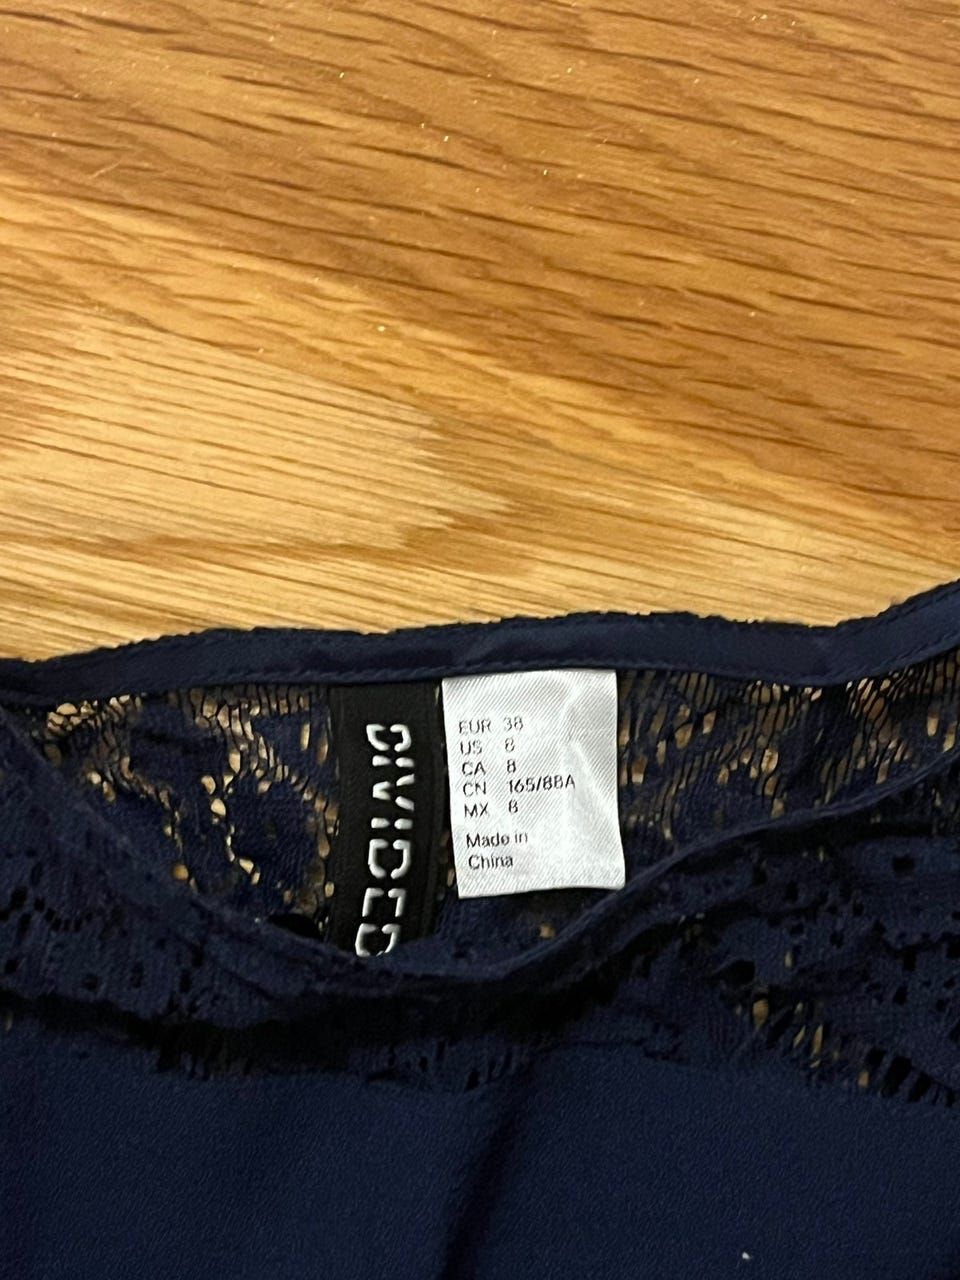 DIVIDED
EUR 38
US 8
CA 8
CN 165/88A
MX 8
Made in
China